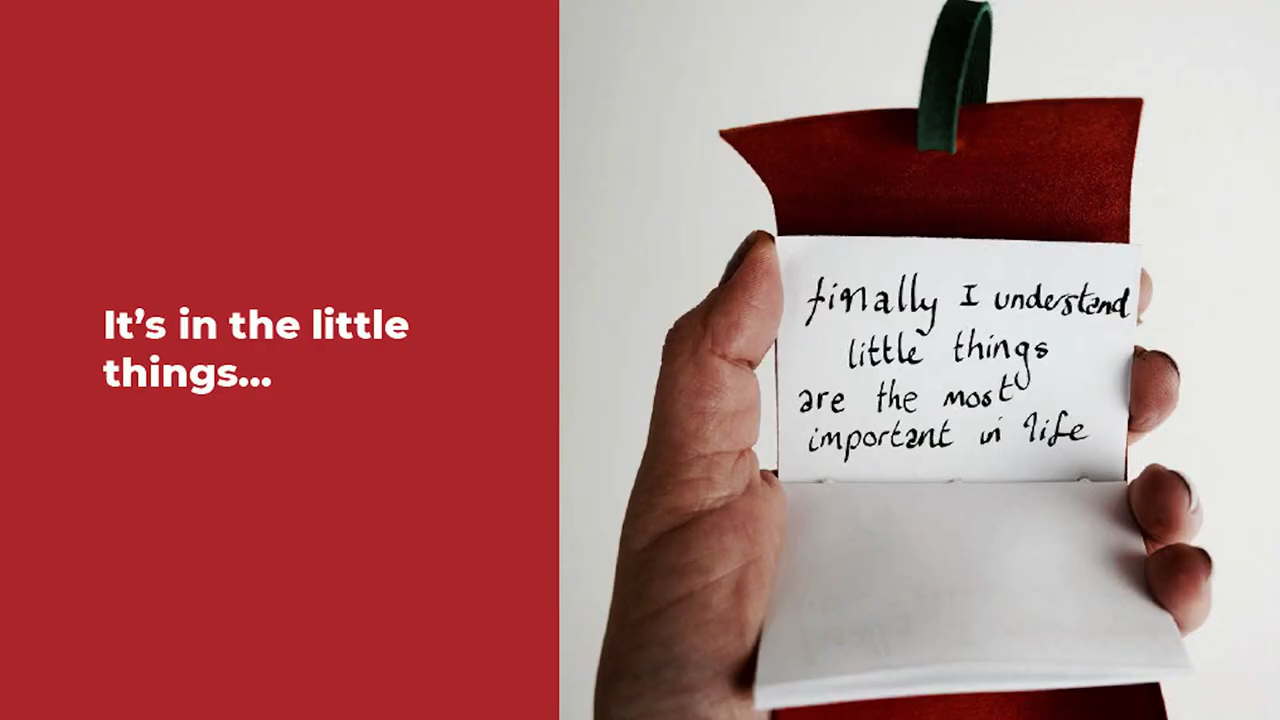 It's in the little
things...
finally I understand
little things
are the most
important in life